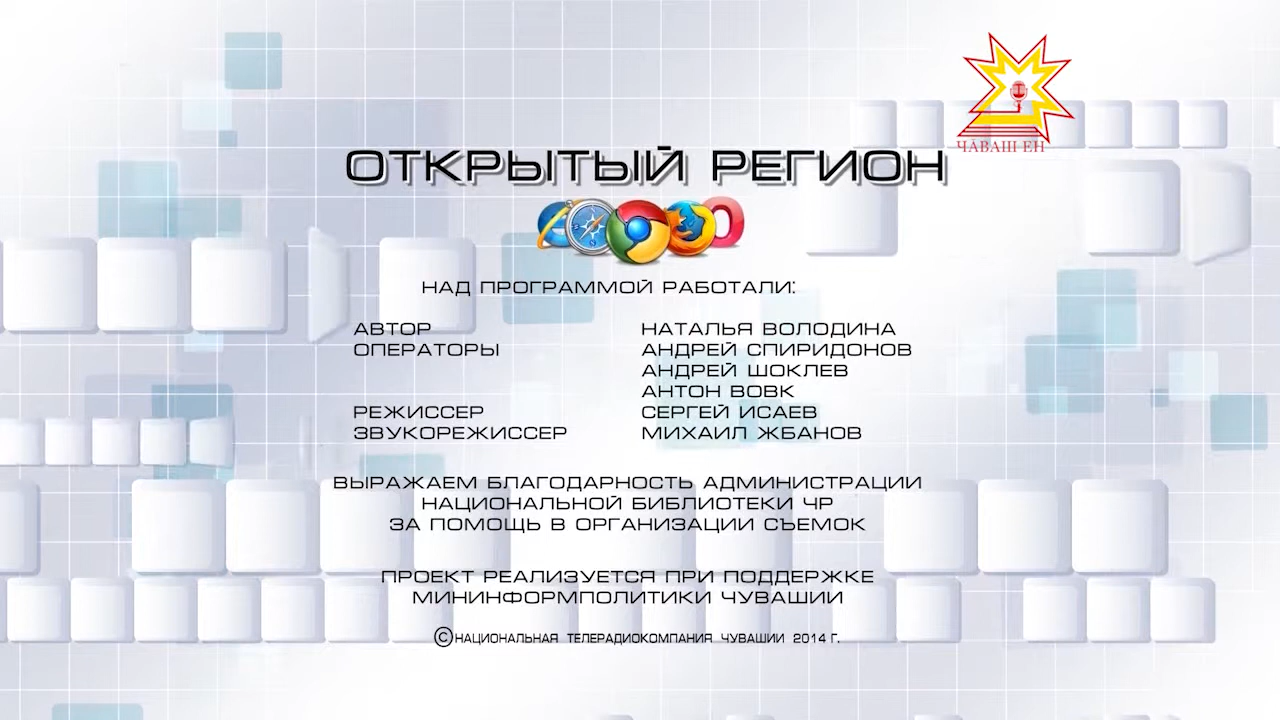 ЧӐВАШ ЕН
ОТКРЫТЫЙ РЕГИОН
НАД ПРОГРАММОЙ РАБОТАЛИ:
АВТОР НАТАЛЬЯ ВОЛОДИНА
ОПЕРАТОРЫ АНДРЕЙ СПИРИДОНОВ
АНДРЕЙ ШОКЛЕВ
АНТОН ВОВК
РЕЖИССЕР СЕРГЕЙ ИСАЕВ
ЗВУКОРЕЖИССЕР МИХАИЛ ЖБАНОВ
ВЫРАЖАЕМ БЛАГОДАРНОСТЬ АДМИНИСТРАЦИИ
НАЦИОНАЛЬНОЙ БИБЛИОТЕКИ ЧР
ЗА ПОМОЩЬ В ОРГАНИЗАЦИИ СЪЕМОК
ПРОЕКТ РЕАЛИЗУЕТСЯ ПРИ ПОДДЕРЖКЕ
МИНИНФОРМПОЛИТИКИ ЧУВАШИИ
©НАЦИОНАЛЬНАЯ ТЕЛЕРАДИОКОМПАНИЯ ЧУВАШИИ 2014 Г.